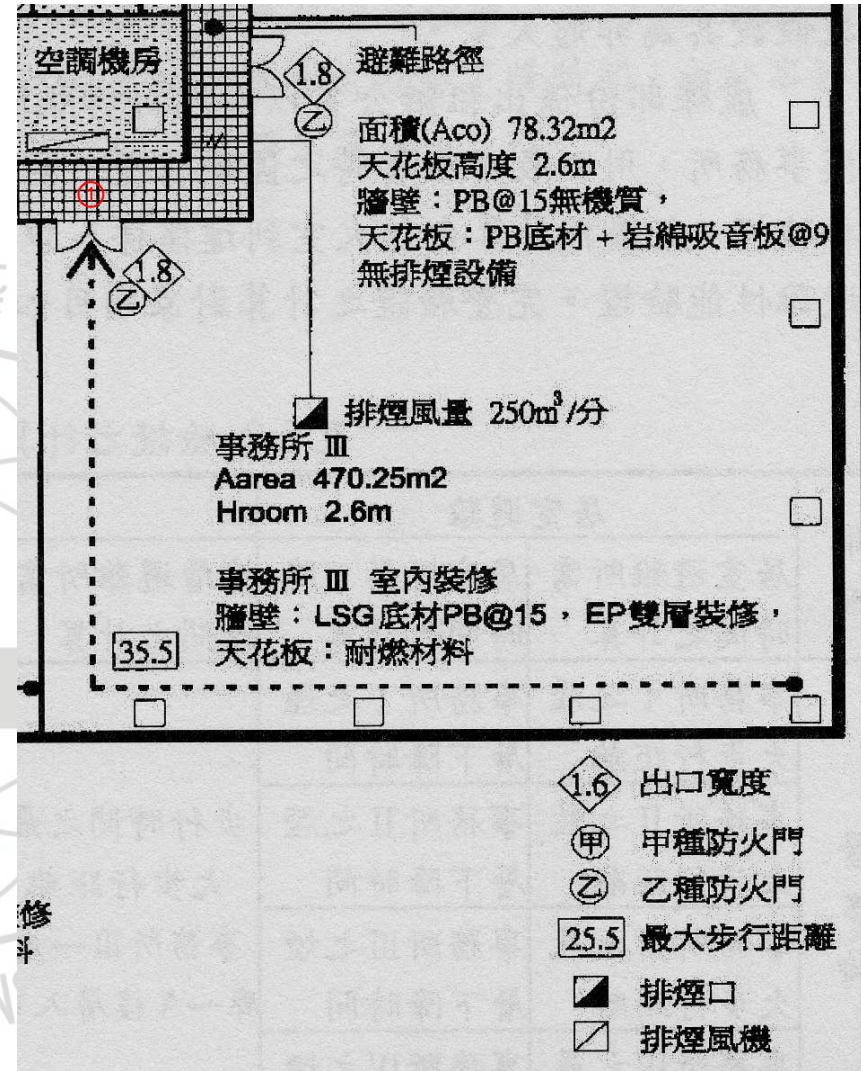 空調機房
1.8
乙
避難路徑
面積(Aco) 78.32m2
天花板高度 2.6m
牆壁：PB@15無機質，
天花板：PB底材 + 岩綿吸音板@9
無排煙設備
①
1.8
乙
排煙風量 250m³/分
事務所 Ⅲ
Aarea 470.25m2
Hroom 2.6m
事務所 Ⅲ 室內裝修
牆壁：LSG底材PB@15，EP雙層裝修，
天花板：耐燃材料
35.5
1.6 出口寬度
甲 甲種防火門
乙 乙種防火門
25.5 最大步行距離
排煙口
排煙風機
修